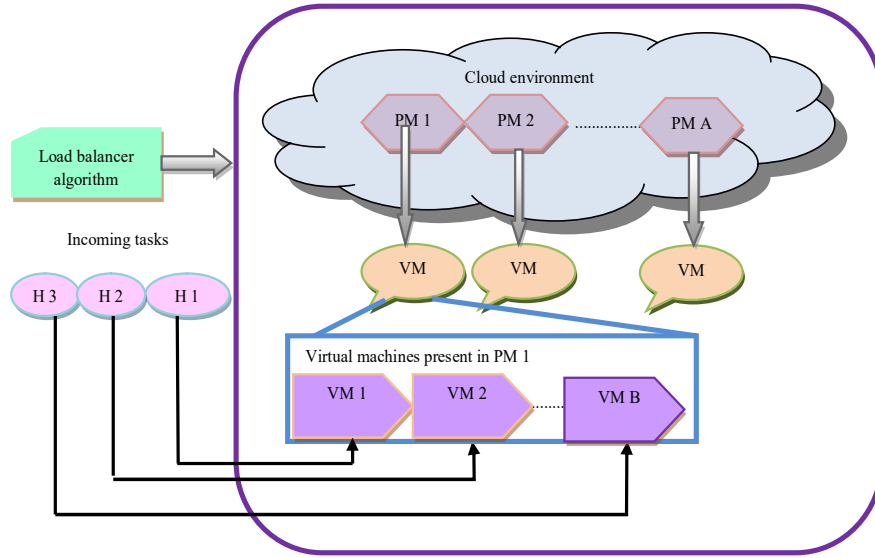 Cloud environment
PM 1
PM 2
PM A
Load balancer
algorithm
Incoming tasks
VM
VM
VM
H 3
H 2
H 1
Virtual machines present in PM 1
VM 1
VM 2
VM B